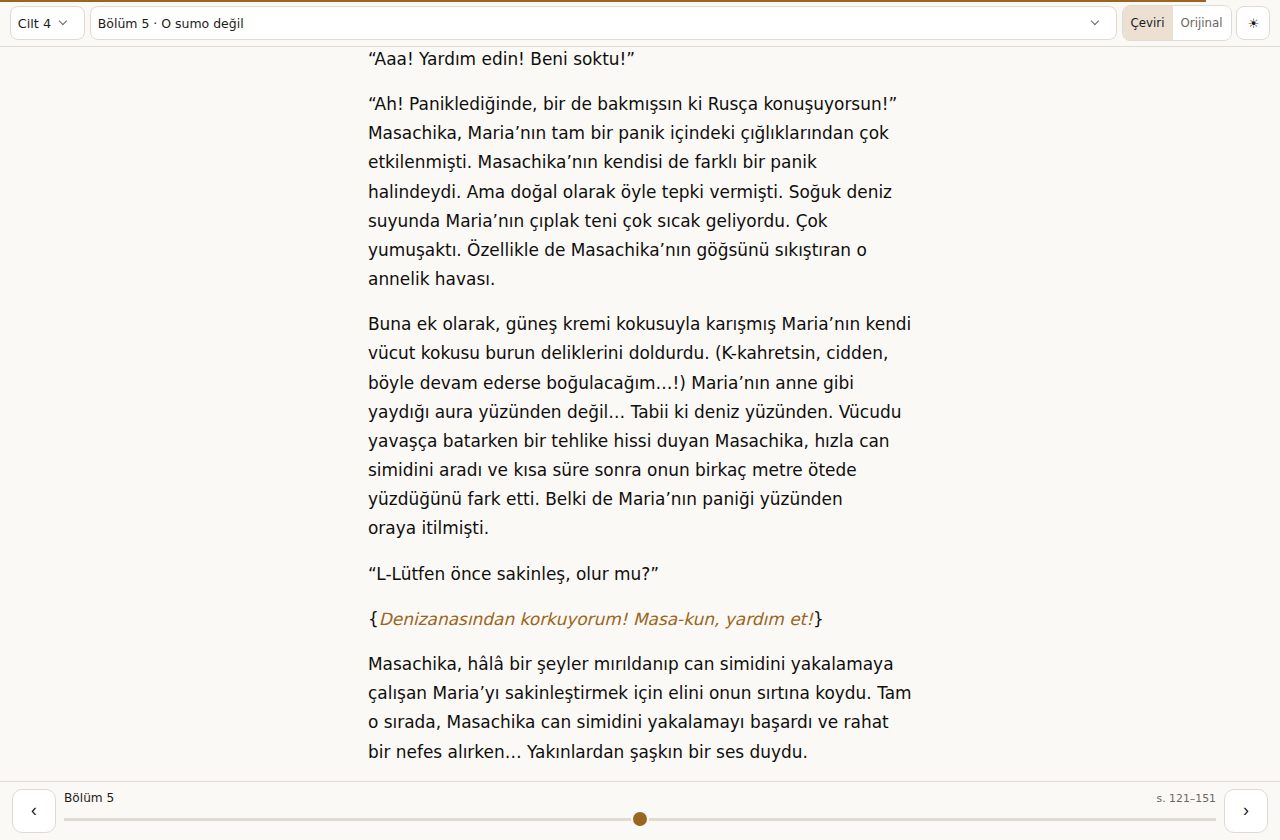 Cilt 4
Bölüm 5 · O sumo değil
Çeviri
Orijinal
“Aaa! Yardım edin! Beni soktu!”
“Ah! Paniklediğinde, bir de bakmışsın ki Rusça konuşuyorsun!”
Masachika, Maria’nın tam bir panik içindeki çığlıklarından çok
etkilenmişti. Masachika’nın kendisi de farklı bir panik
halindeydi. Ama doğal olarak öyle tepki vermişti. Soğuk deniz
suyunda Maria’nın çıplak teni çok sıcak geliyordu. Çok
yumuşaktı. Özellikle de Masachika’nın göğsünü sıkıştıran o
annelik havası.
Buna ek olarak, güneş kremi kokusuyla karışmış Maria’nın kendi
vücut kokusu burun deliklerini doldurdu. (K-kahretsin, cidden,
böyle devam ederse boğulacağım…!) Maria’nın anne gibi
yaydığı aura yüzünden değil… Tabii ki deniz yüzünden. Vücudu
yavaşça batarken bir tehlike hissi duyan Masachika, hızla can
simidini aradı ve kısa süre sonra onun birkaç metre ötede
yüzdüğünü fark etti. Belki de Maria’nın paniği yüzünden
oraya itilmişti.
“L-Lütfen önce sakinleş, olur mu?”
{Denizanasından korkuyorum! Masa-kun, yardım et!}
Masachika, hâlâ bir şeyler mırıldanıp can simidini yakalamaya
çalışan Maria’yı sakinleştirmek için elini onun sırtına koydu. Tam
o sırada, Masachika can simidini yakalamayı başardı ve rahat
bir nefes alırken… Yakınlardan şaşkın bir ses duydu.
Bölüm 5
s. 121–151